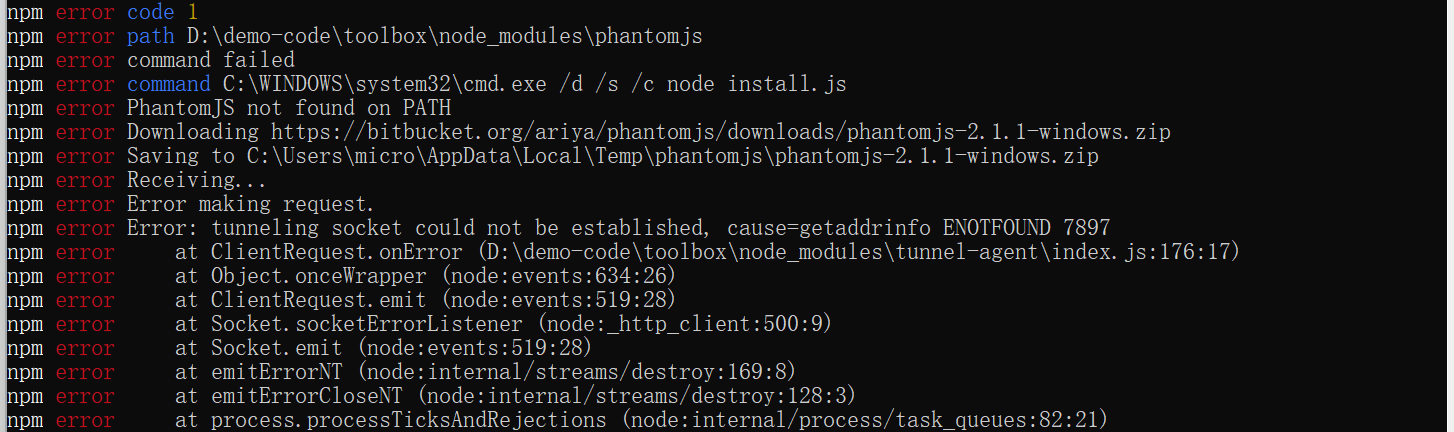 npm error code 1
npm error path D:\demo-code\toolbox\node_modules\phantomjs
npm error command failed
npm error command C:\WINDOWS\system32\cmd.exe /d /s /c node install.js
npm error PhantomJS not found on PATH
npm error Downloading https://bitbucket.org/ariya/phantomjs/downloads/phantomjs-2.1.1-windows.zip
npm error Saving to C:\Users\micro\AppData\Local\Temp\phantomjs\phantomjs-2.1.1-windows.zip
npm error Receiving...
npm error Error making request.
npm error Error: tunneling socket could not be established, cause=getaddrinfo ENOTFOUND 7897
npm error     at ClientRequest.onError (D:\demo-code\toolbox\node_modules\tunnel-agent\index.js:176:17)
npm error     at Object.onceWrapper (node:events:634:26)
npm error     at ClientRequest.emit (node:events:519:28)
npm error     at Socket.socketErrorListener (node:_http_client:500:9)
npm error     at Socket.emit (node:events:519:28)
npm error     at emitErrorNT (node:internal/streams/destroy:169:8)
npm error     at emitErrorCloseNT (node:internal/streams/destroy:128:3)
npm error     at process.processTicksAndRejections (node:internal/process/task_queues:82:21)